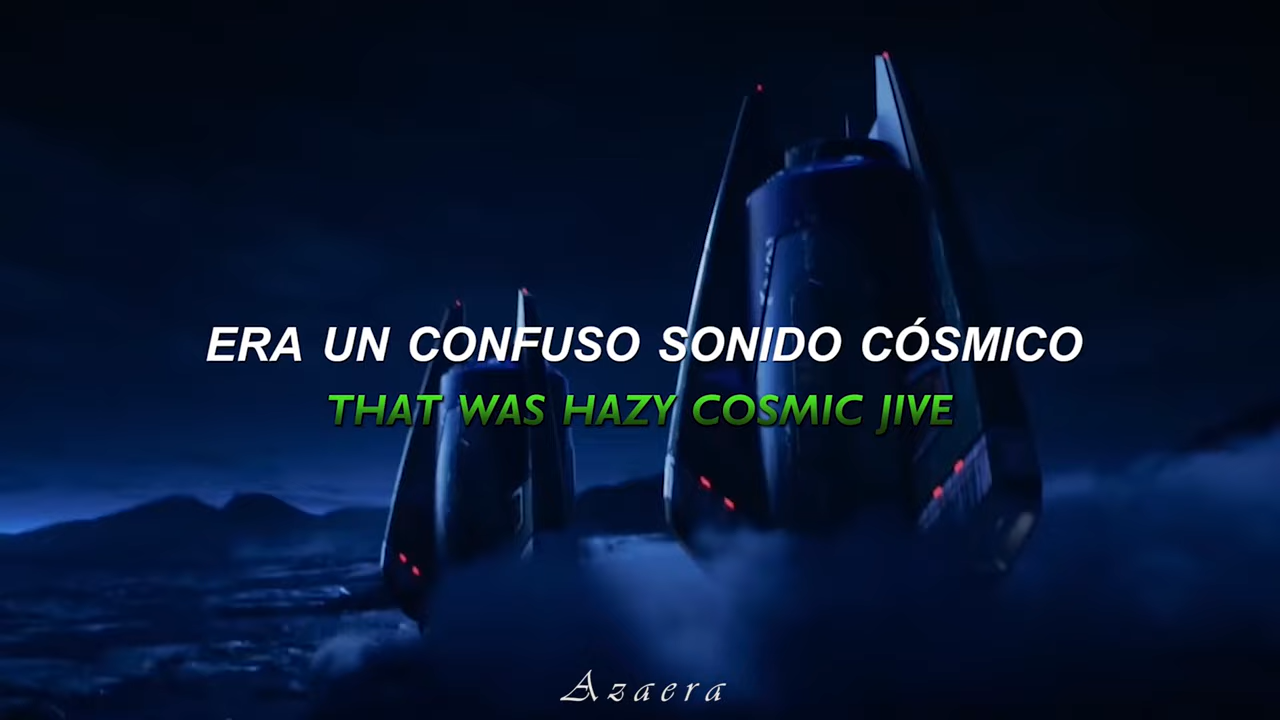 ERA UN CONFUSO SONIDO CÓSMICO
THAT WAS HAZY COSMIC JIVE
Azaera